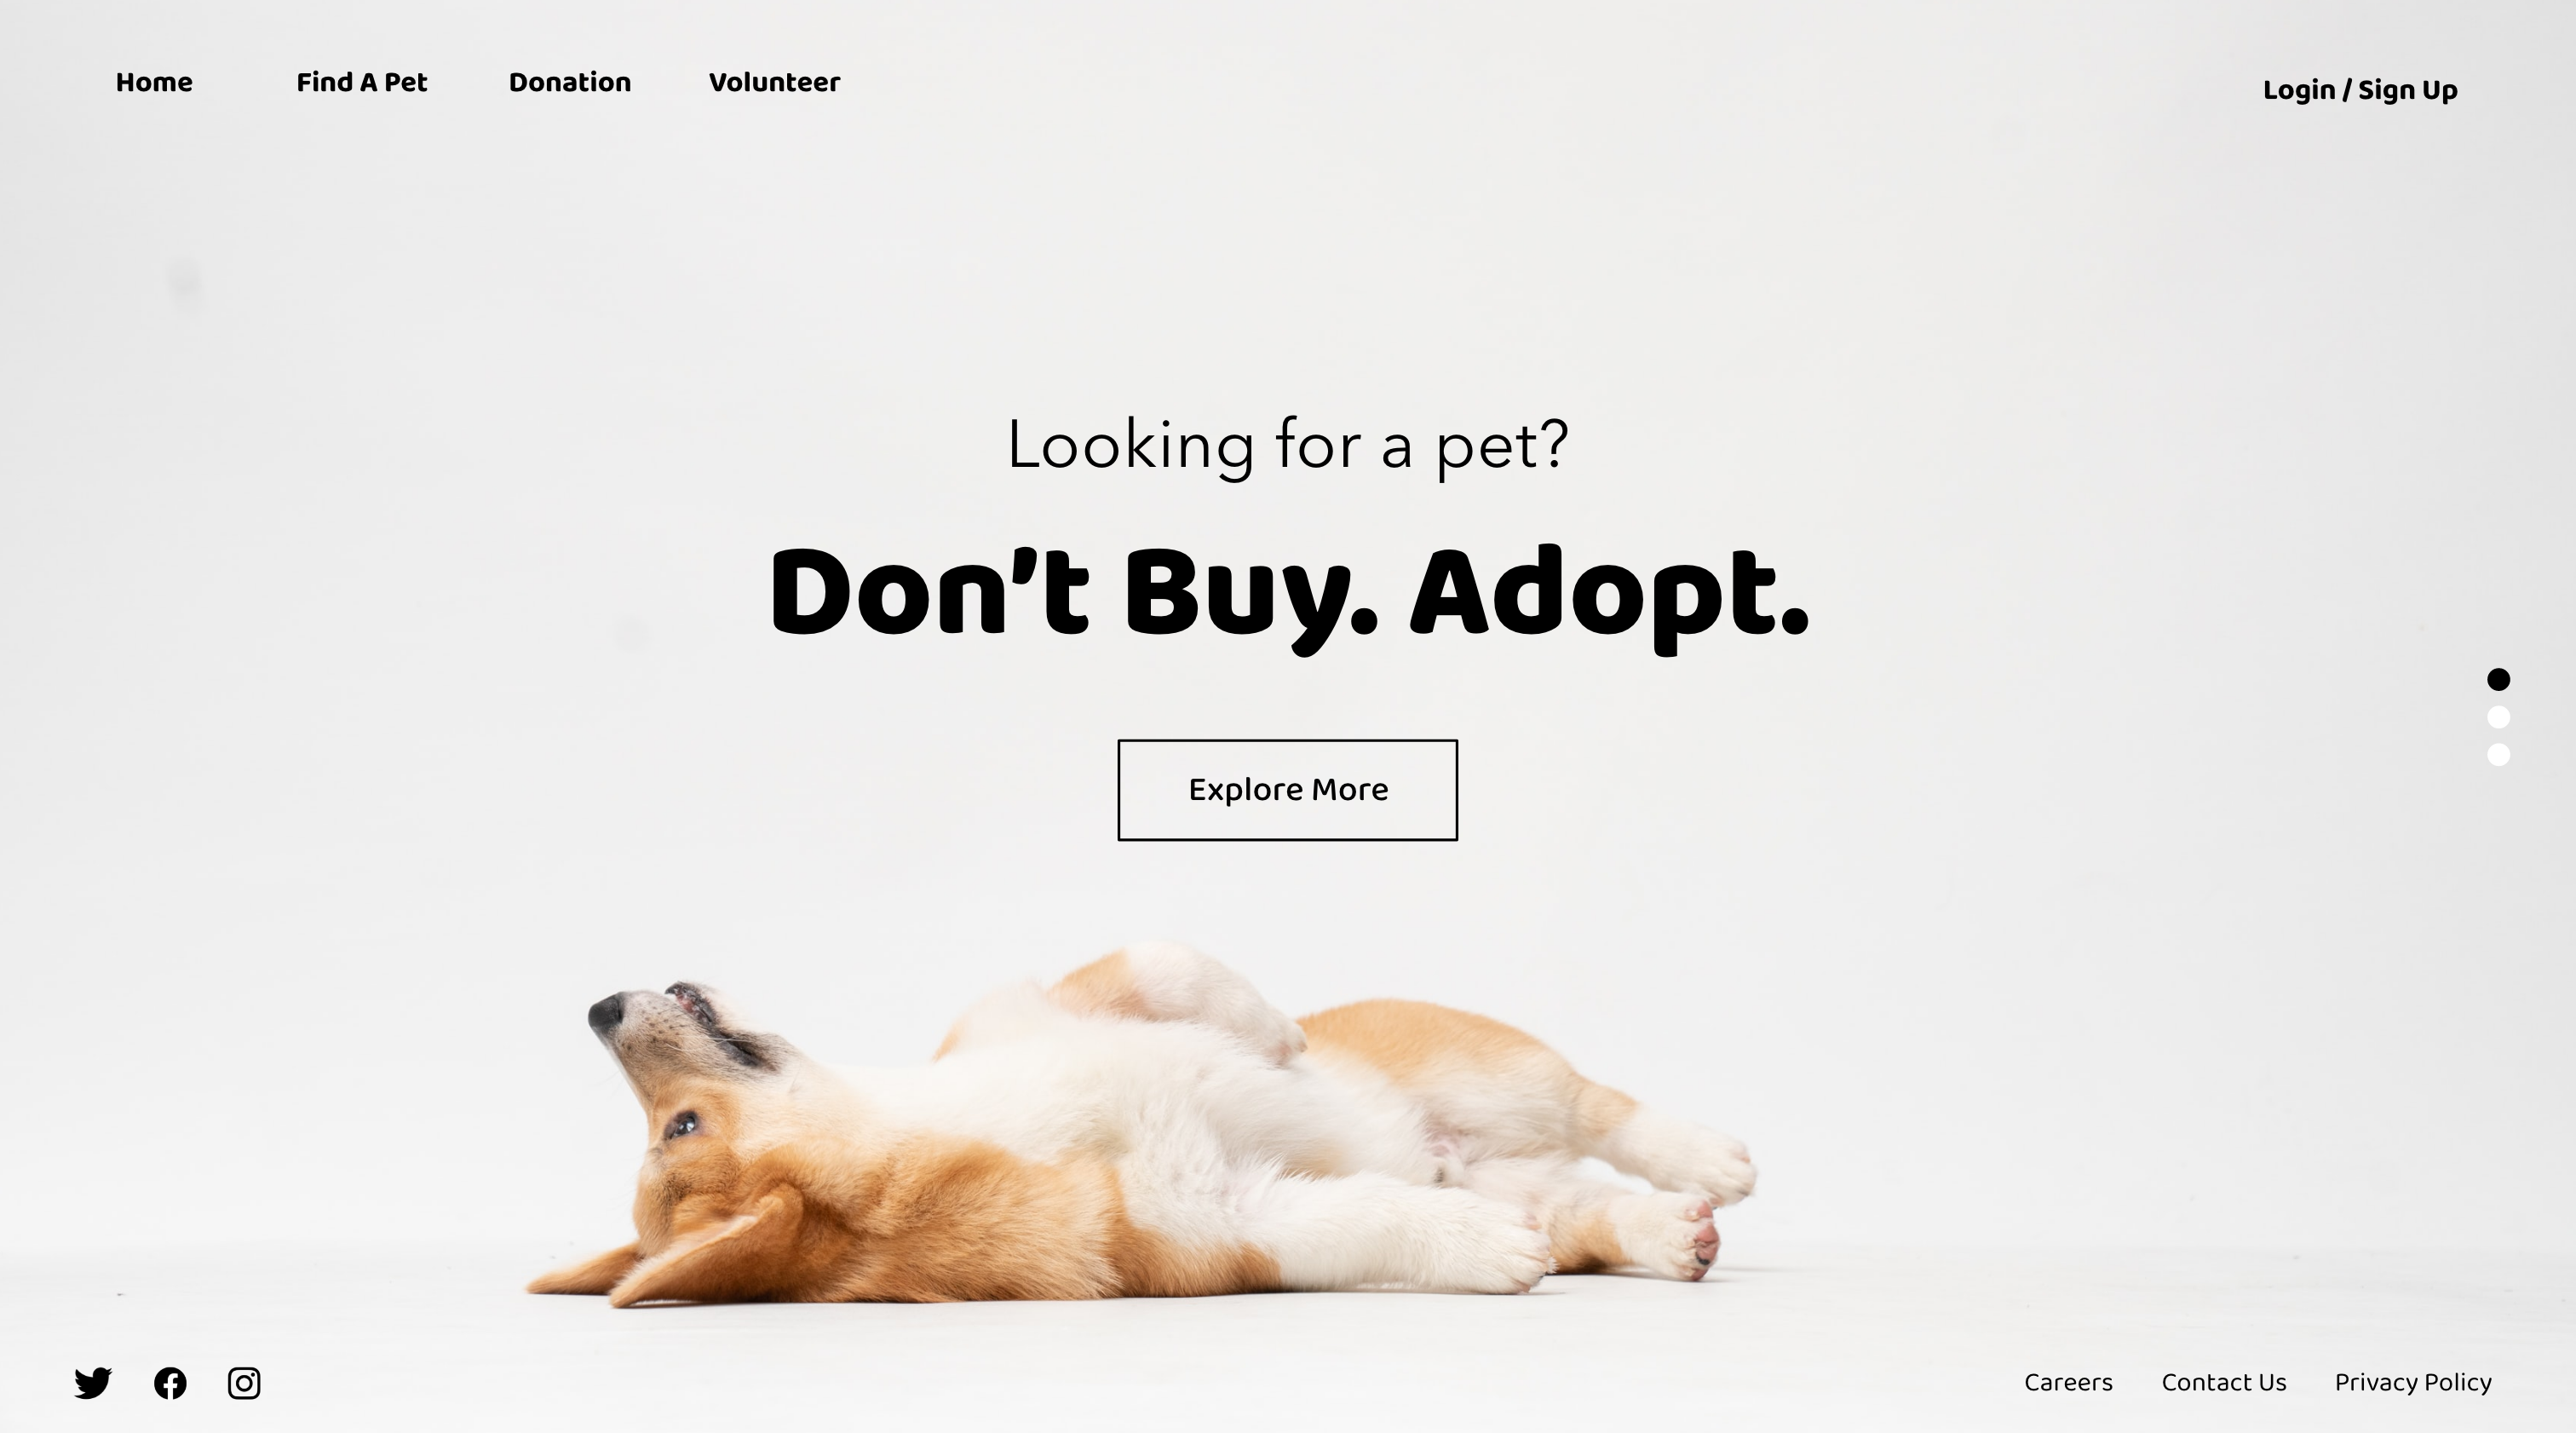 Home Find A Pet Donation Volunteer Login / Sign Up
Looking for a pet?
Don't Buy. Adopt.
Explore More
Careers Contact Us Privacy Policy